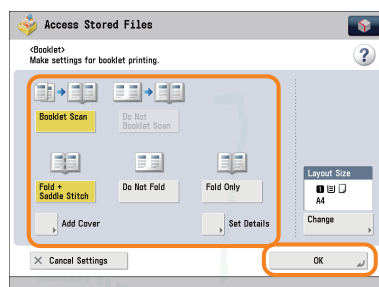 Access Stored Files
<Booklet>
Make settings for booklet printing.
?
Booklet Scan
Do Not
Booklet Scan
Fold +
Saddle Stitch
Do Not Fold
Fold Only
Layout Size
1
A4
Add Cover
Set Details
Change
× Cancel Settings
OK